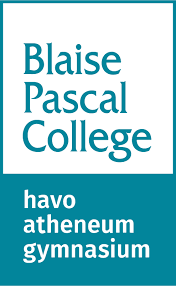 Blaise
Pascal
College
havo
atheneum
gymnasium